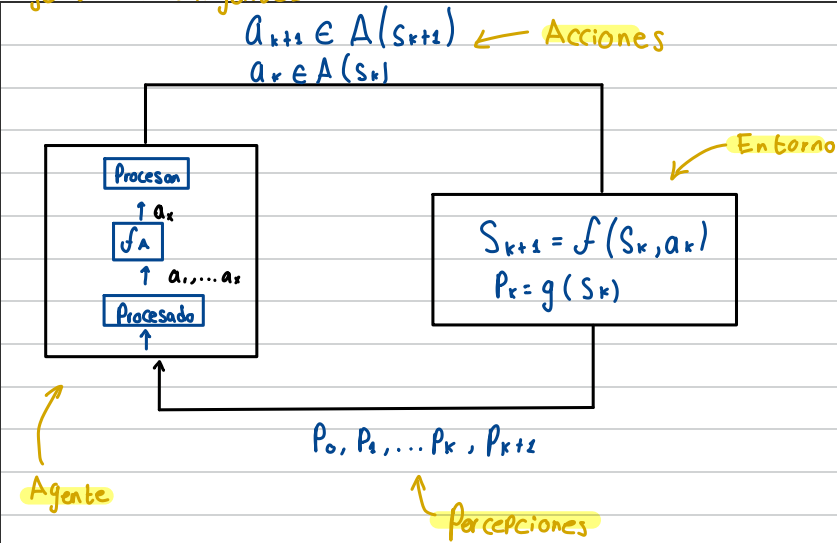 a_{k+1} ∈ A(S_{k+1})
Acciones
a_k ∈ A(S_k)
Entorno
Procesan
a_k
f_A
a_1,...a_k
Procesado
S_{k+1} = f(S_k, a_k)
P_k = g(S_k)
P_0, P_1, ... P_k, P_{k+1}
Agente
Percepciones